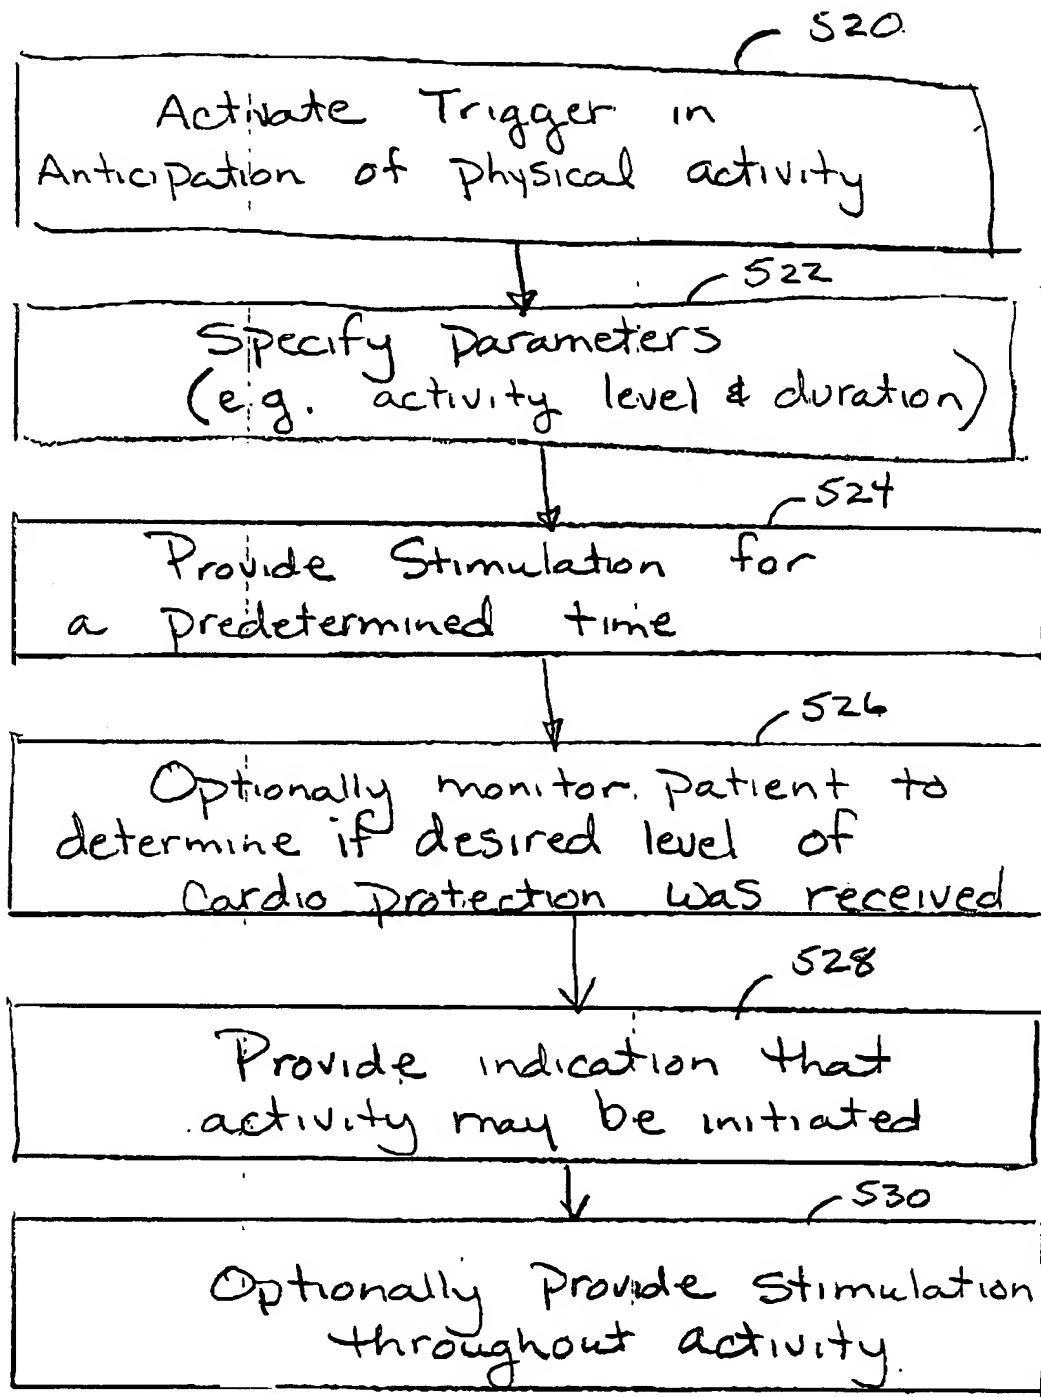 520
Activate Trigger in
Anticipation of physical activity
522
Specify Parameters
(e.g. activity level & duration)
524
Provide Stimulation for
a predetermined time
526
Optionally monitor patient to
determine if desired level of
Cardio Protection was received
528
Provide indication that
activity may be initiated
530
Optionally Provide Stimulation
throughout activity.